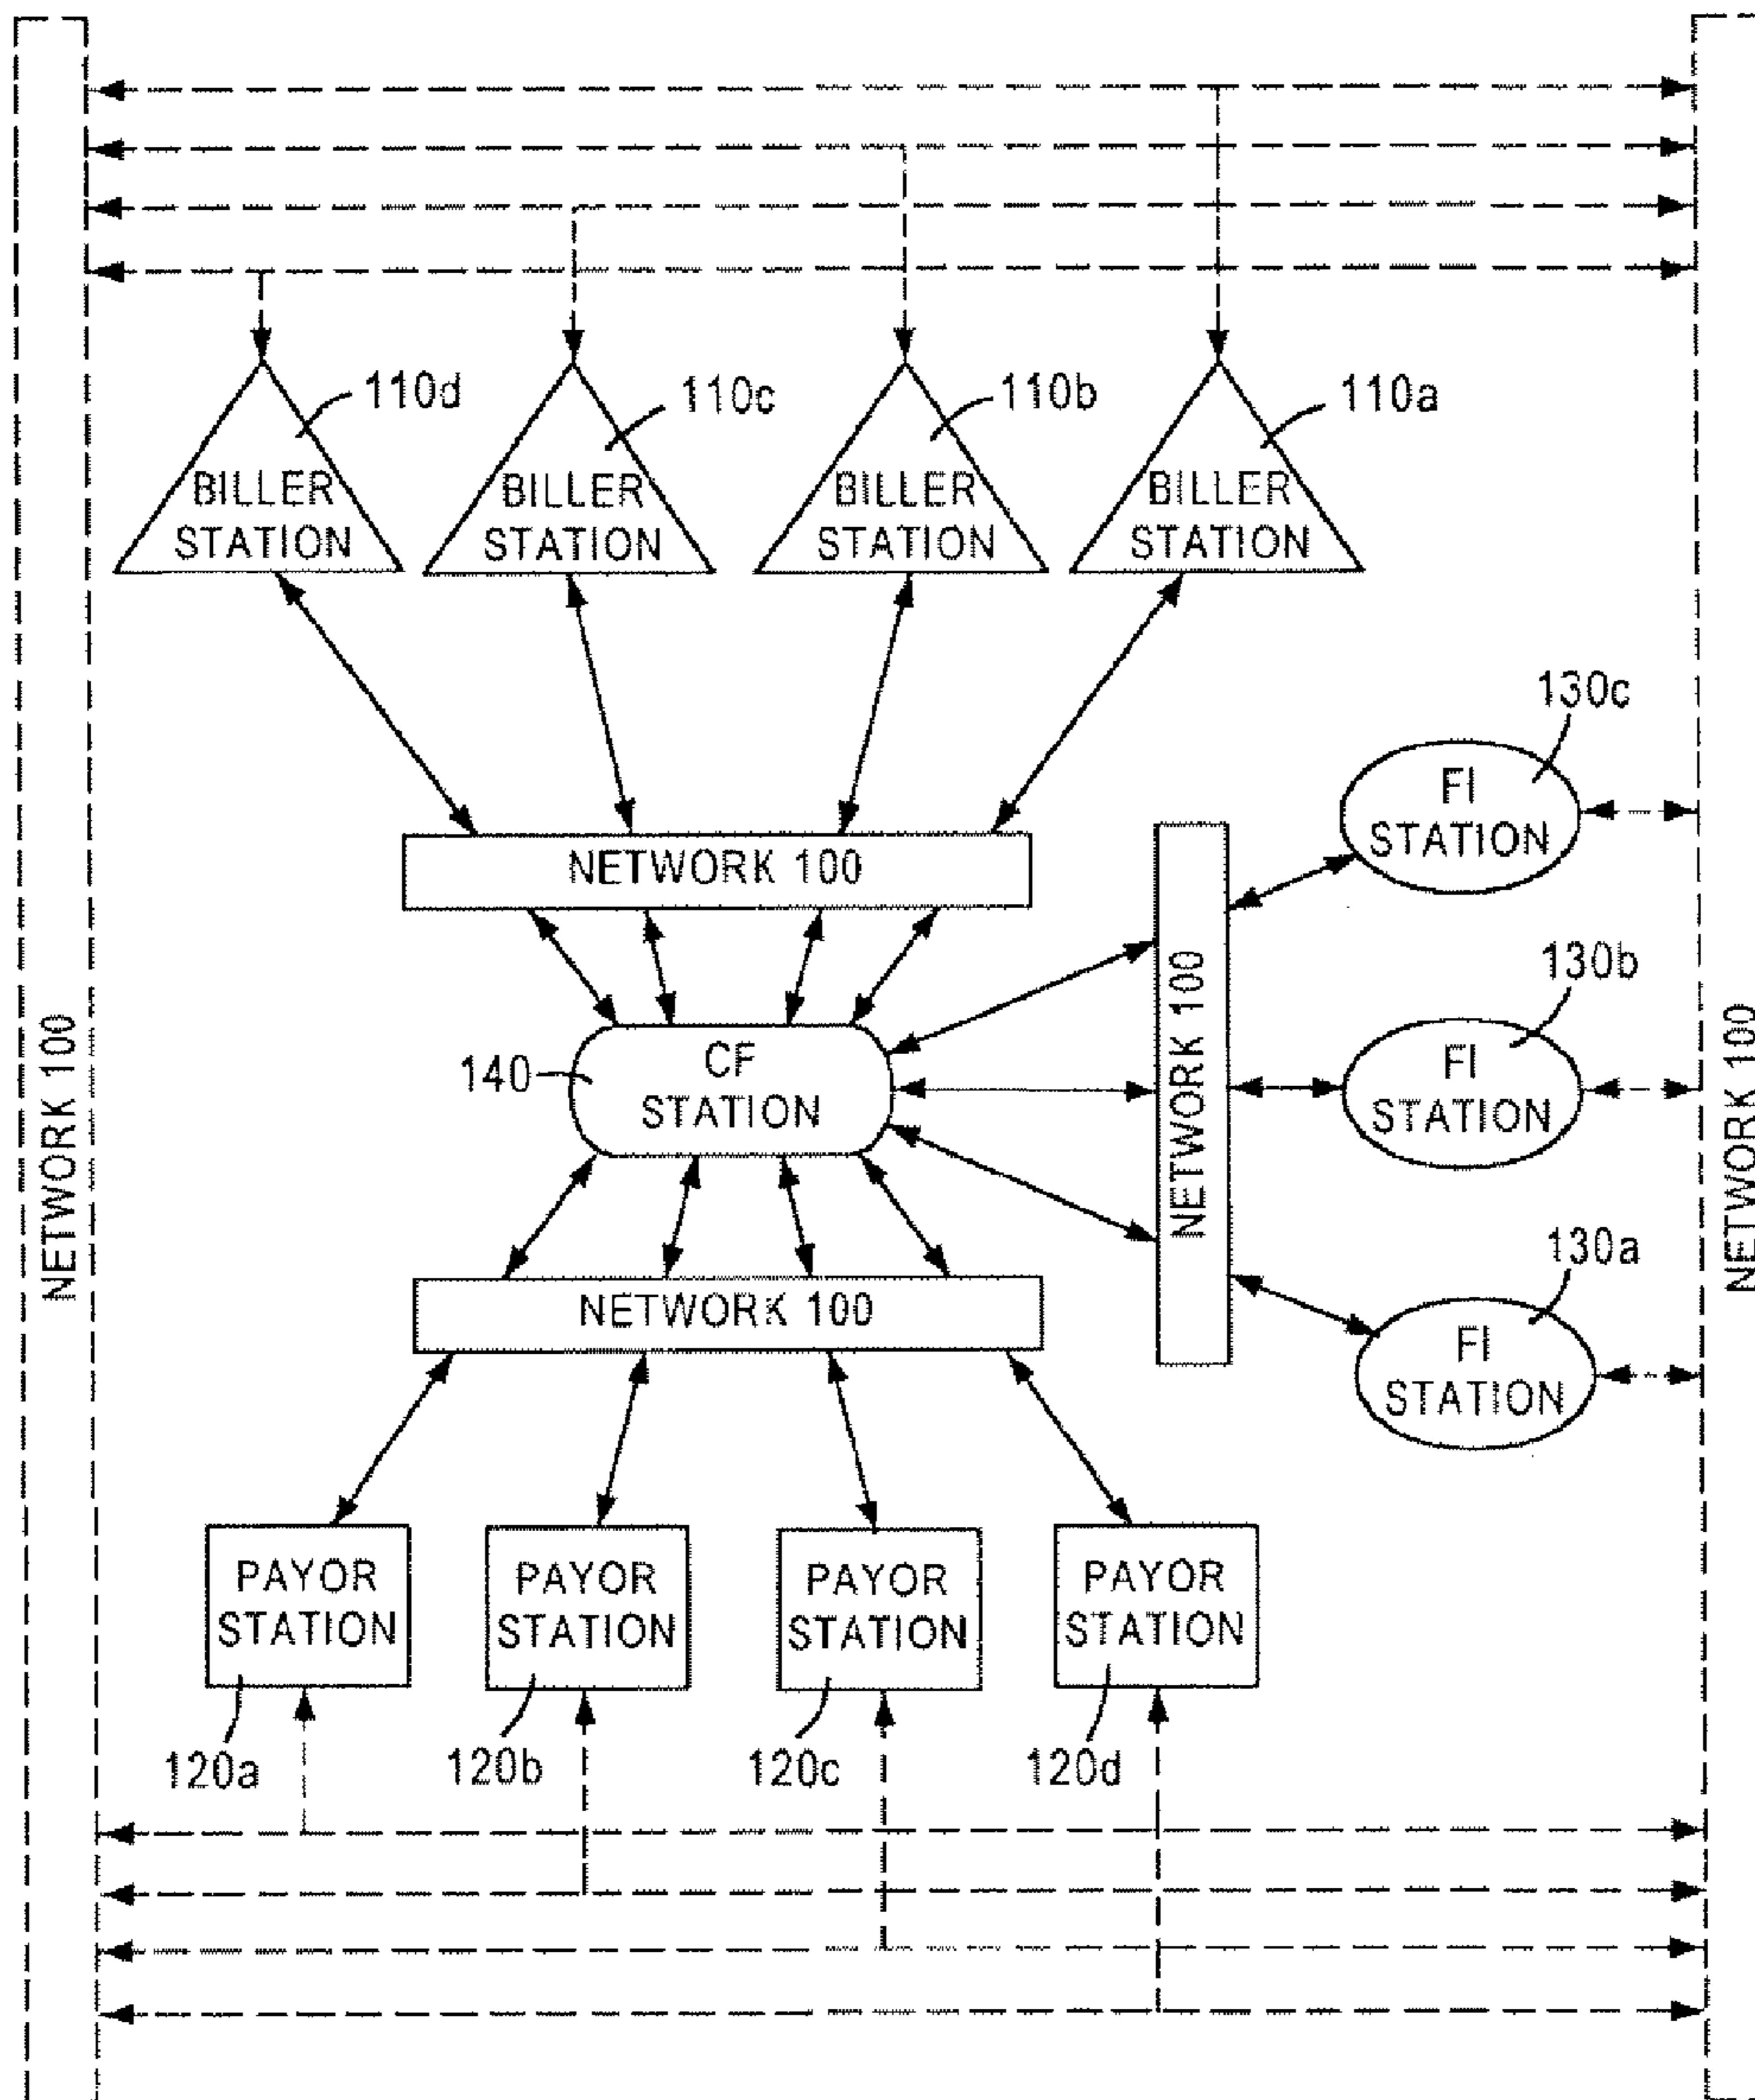 110d
110c
110b
110a
BILLER
STATION
BILLER
STATION
BILLER
STATION
BILLER
STATION
130c
FI
STATION
NETWORK 100
130b
NETWORK 100
NETWORK 100
NETWORK 100
140
CF
STATION
FI
STATION
130a
NETWORK 100
FI
STATION
PAYOR
STATION
PAYOR
STATION
PAYOR
STATION
PAYOR
STATION
120a
120b
120c
120d